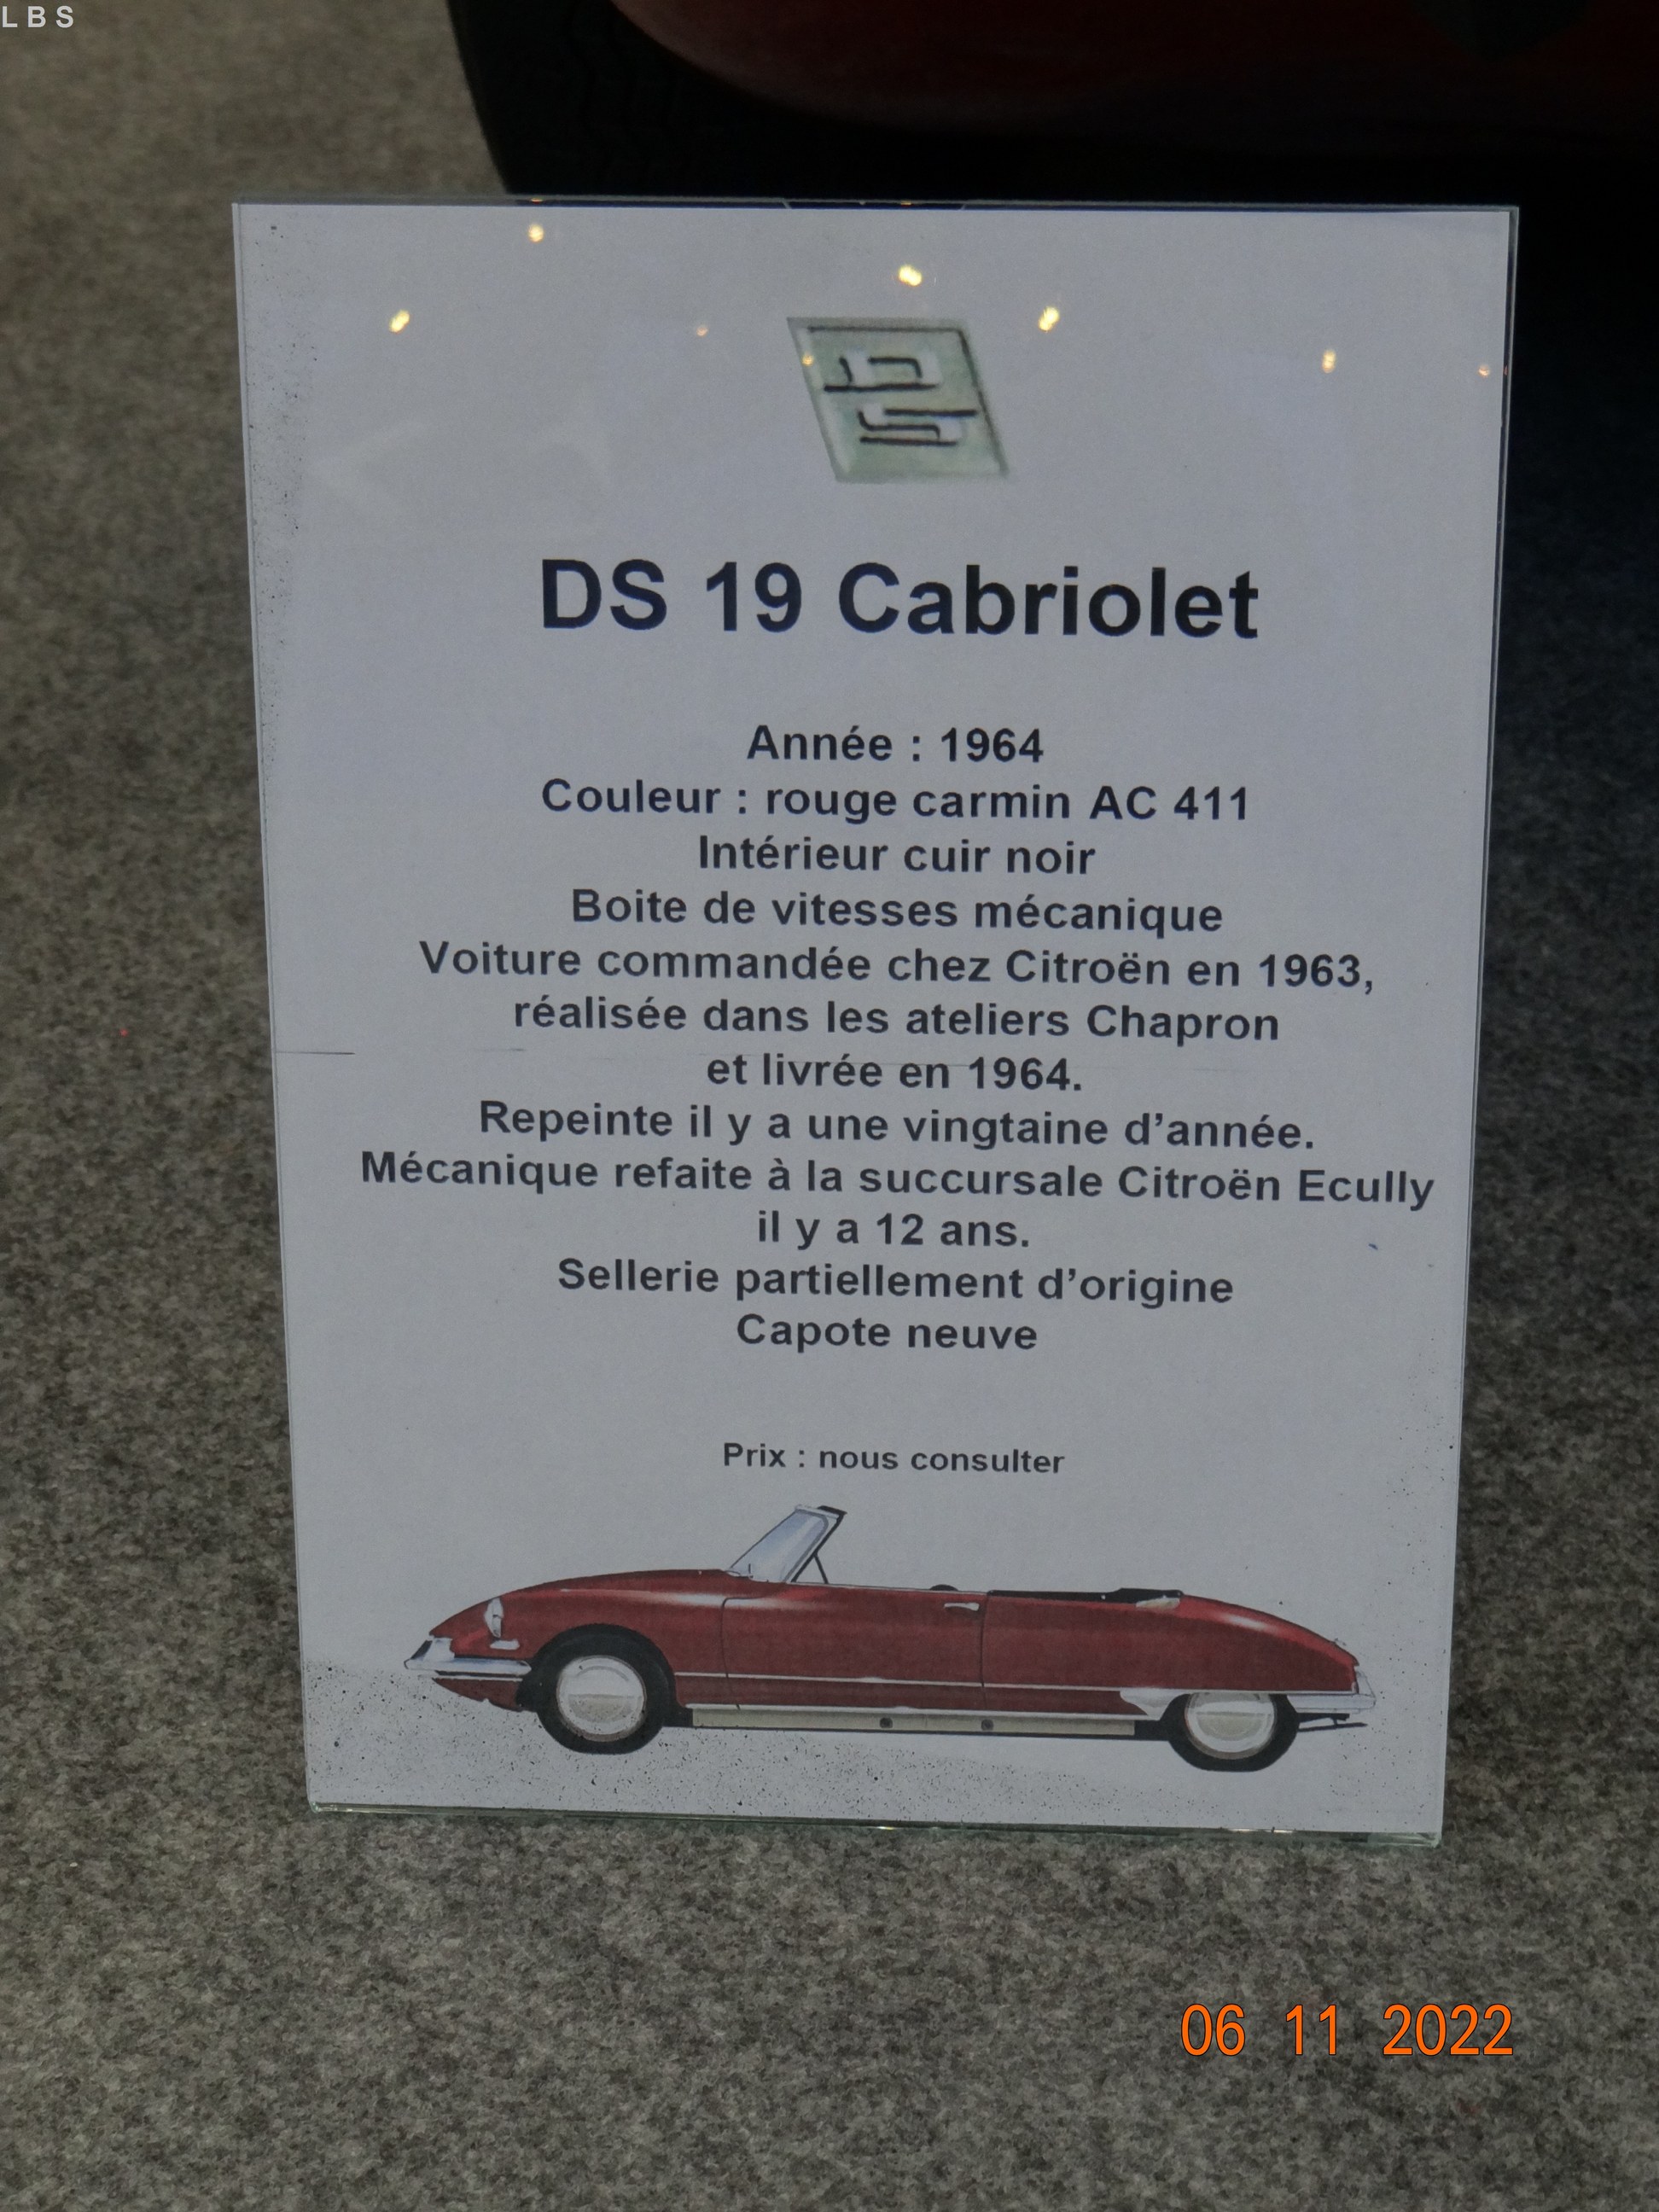 LBS
DS
DS 19 Cabriolet
Année : 1964
Couleur : rouge carmin AC 411
Intérieur cuir noir
Boite de vitesses mécanique
Voiture commandée chez Citroën en 1963,
réalisée dans les ateliers Chapron
et livrée en 1964.
Repeinte il y a une vingtaine d’année.
Mécanique refaite à la succursale Citroën Ecully
il y a 12 ans.
Sellerie partiellement d’origine
Capote neuve
Prix : nous consulter
06 11 2022